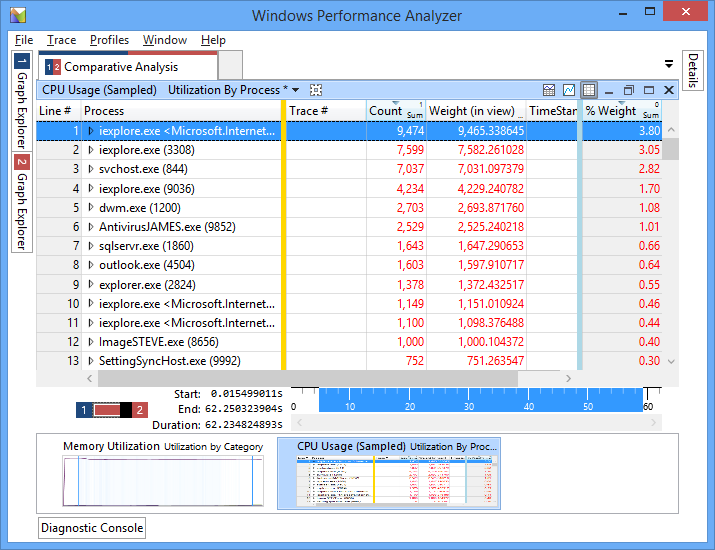 Windows Performance Analyzer
File Trace Profiles Window Help
1 Graph Explorer
2 Graph Explorer
1 2 Comparative Analysis
Details
CPU Usage (Sampled) Utilization By Process *
Line # Process Trace # Count 1 Sum Weight (in view) ... TimeStam % Weight 0 Sum
1 iexplore.exe <Microsoft.Internet... 9,474 9,465.338645 3.80
2 iexplore.exe (3308) 7,599 7,582.261028 3.05
3 svchost.exe (844) 7,037 7,031.097379 2.82
4 iexplore.exe (9036) 4,234 4,229.240782 1.70
5 dwm.exe (1200) 2,703 2,693.871760 1.08
6 AntivirusJAMES.exe (9852) 2,529 2,525.240218 1.01
7 sqlservr.exe (1860) 1,643 1,647.290653 0.66
8 outlook.exe (4504) 1,603 1,597.910717 0.64
9 explorer.exe (2824) 1,378 1,372.432517 0.55
10 iexplore.exe <Microsoft.Internet... 1,149 1,151.010924 0.46
11 iexplore.exe <Microsoft.Internet... 1,100 1,098.376488 0.44
12 ImageSTEVE.exe (8656) 1,000 1,000.104372 0.40
13 SettingSyncHost.exe (9992) 752 751.263547 0.30
1 2
Start: 0.015499011s
End: 62.250323904s
Duration: 62.234824893s
0 10 20 30 40 50 60
Memory Utilization Utilization by Category
CPU Usage (Sampled) Utilization By Proc...
Diagnostic Console